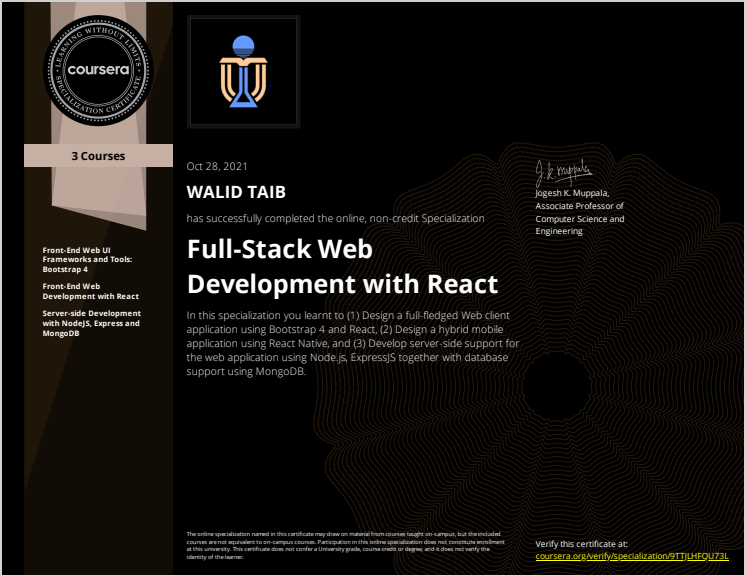 LEARNING WITHOUT LIMITS
coursera
SPECIALIZATION CERTIFICATE
3 Courses
Front-End Web UI
Frameworks and Tools:
Bootstrap 4
Front-End Web
Development with React
Server-side Development
with NodeJS, Express and
MongoDB
Oct 28, 2021
WALID TAIB
has successfully completed the online, non-credit Specialization
Full-Stack Web
Development with React
In this specialization you learnt to (1) Design a full-fledged Web client
application using Bootstrap 4 and React, (2) Design a hybrid mobile
application using React Native, and (3) Develop server-side support for
the web application using Node.js, ExpressJS together with database
support using MongoDB.
J. K. Muppala
Jogesh K. Muppala,
Associate Professor of
Computer Science and
Engineering
The online specialization named in this certificate may draw on material from courses taught on-campus, but the included
courses are not equivalent to on-campus courses. Participation in this online specialization does not constitute enrollment
at this university. This certificate does not confer a University grade, course credit or degree, and it does not verify the
identity of the learner.
Verify this certificate at:
coursera.org/verify/specialization/9TTJLHFQU73L